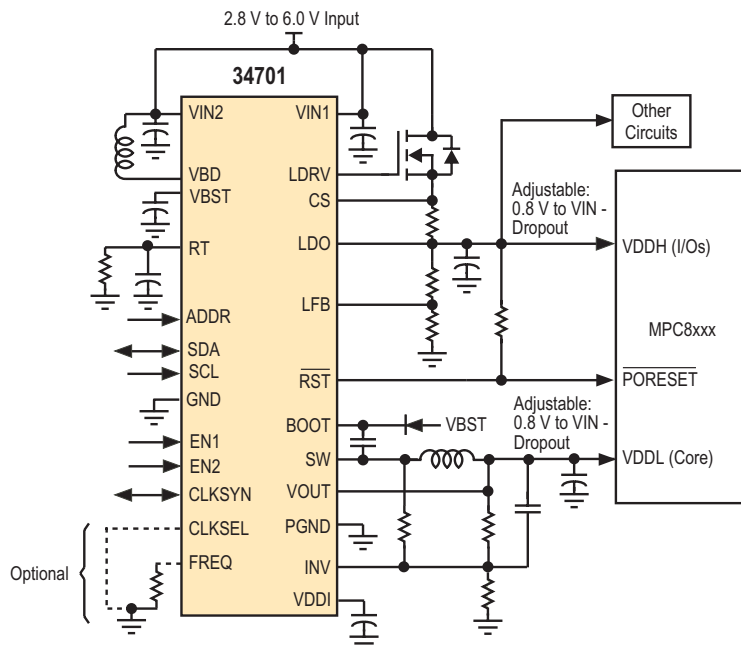 2.8 V to 6.0 V Input
34701
VIN2
VBD
VBST
RT
ADDR
SDA
SCL
GND
EN1
EN2
CLKSYN
CLKSEL
FREQ
Optional
VIN1
LDRV
CS
LDO
LFB
RST
BOOT
SW
VOUT
PGND
INV
VDDI
VBST
Other
Circuits
Adjustable:
0.8 V to VIN -
Dropout
Adjustable:
0.8 V to VIN -
Dropout
VDDH (I/Os)
MPC8xxx
PORESET
VDDL (Core)